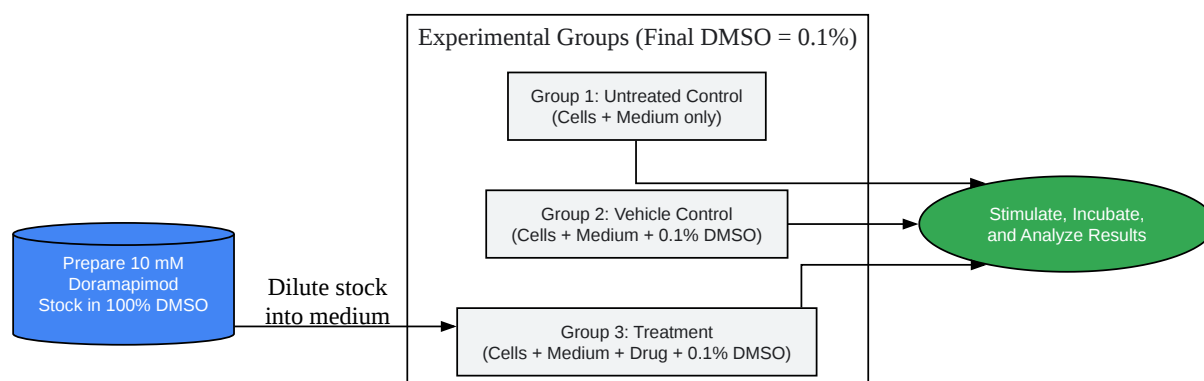 Experimental Groups (Final DMSO = 0.1%)
Group 1: Untreated Control
(Cells + Medium only)
Group 2: Vehicle Control
(Cells + Medium + 0.1% DMSO)
Stimulate, Incubate,
and Analyze Results
Prepare 10 mM
Doramapimod
Stock in 100% DMSO
Dilute stock
into medium
Group 3: Treatment
(Cells + Medium + Drug + 0.1% DMSO)